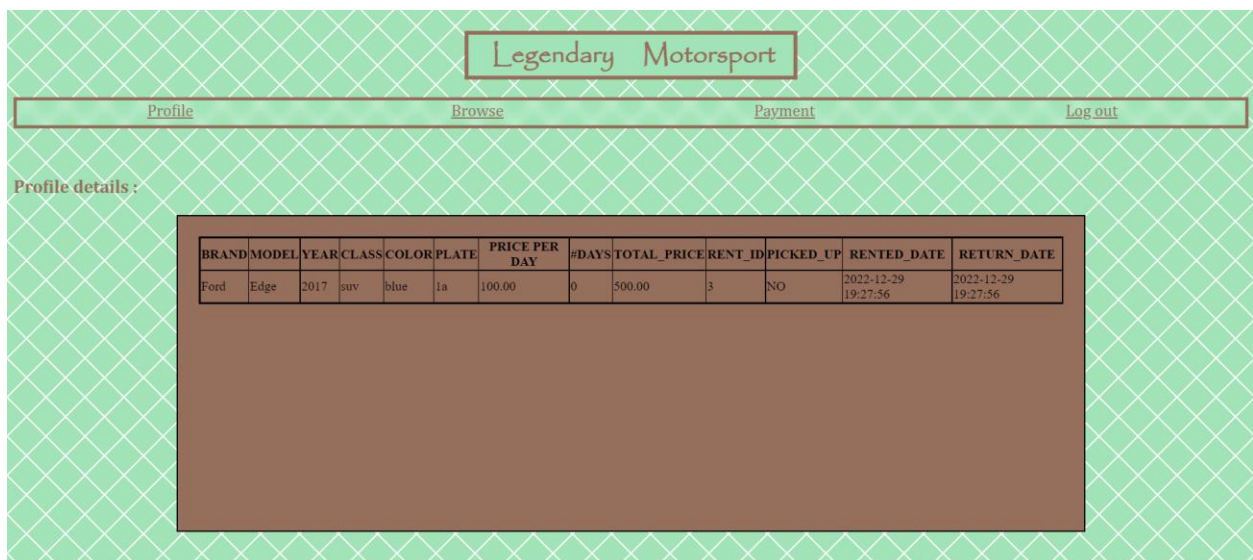 Legendary Motorsport
Profile Browse Payment Log out
Profile details :
BRAND MODEL YEAR CLASS COLOR PLATE PRICE PER DAY #DAYS TOTAL_PRICE RENT_ID PICKED_UP RENTED_DATE RETURN_DATE
Ford Edge 2017 suv blue 1a 100.00 0 500.00 3 NO 2022-12-29 19:27:56 2022-12-29 19:27:56